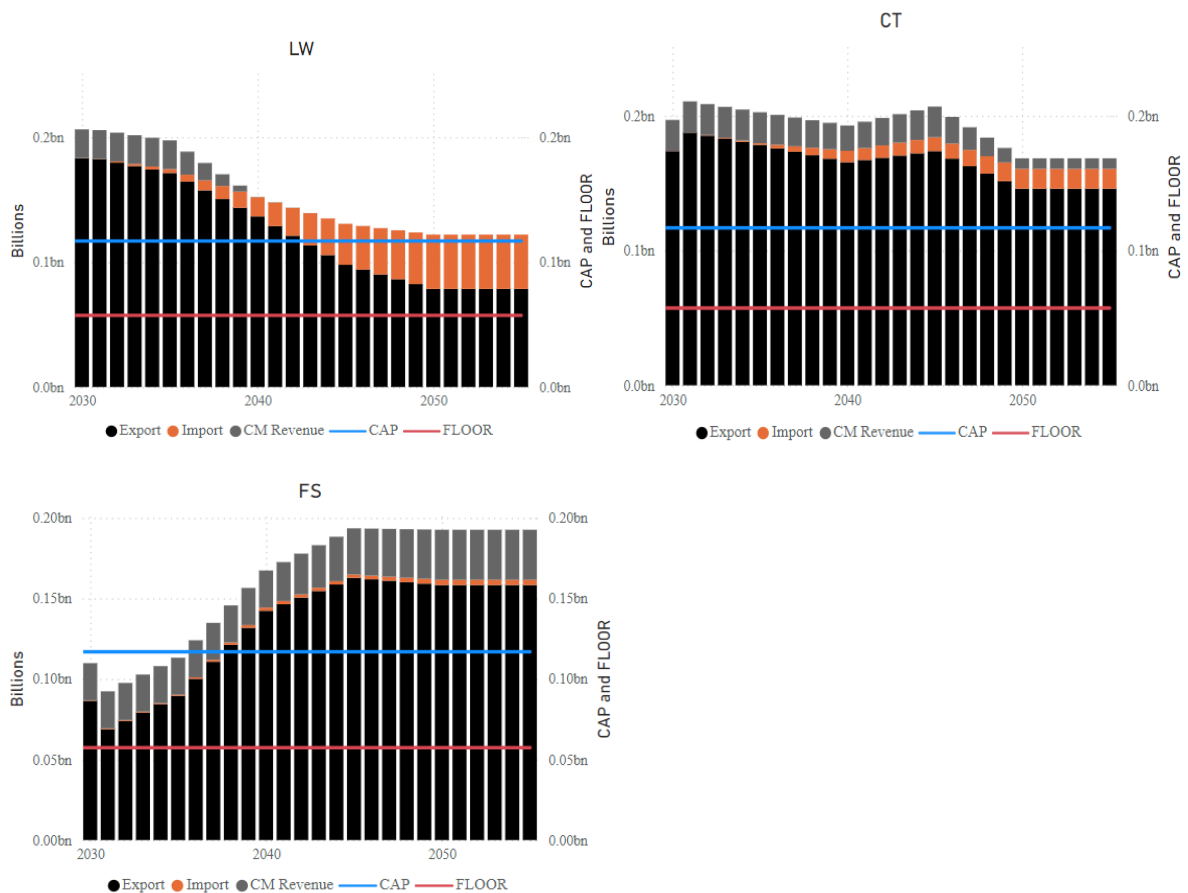 LW
Billions
0.2bn
0.1bn
0.0bn
0.2bn
0.1bn
0.0bn
CAP and FLOOR
2030 2040 2050
Export Import CM Revenue CAP FLOOR
CT
Billions
0.2bn
0.1bn
0.0bn
0.2bn
0.1bn
0.0bn
CAP and FLOOR
2030 2040 2050
Export Import CM Revenue CAP FLOOR
FS
Billions
0.20bn
0.15bn
0.10bn
0.05bn
0.00bn
0.20bn
0.15bn
0.10bn
0.05bn
0.00bn
CAP and FLOOR
2030 2040 2050
Export Import CM Revenue CAP FLOOR